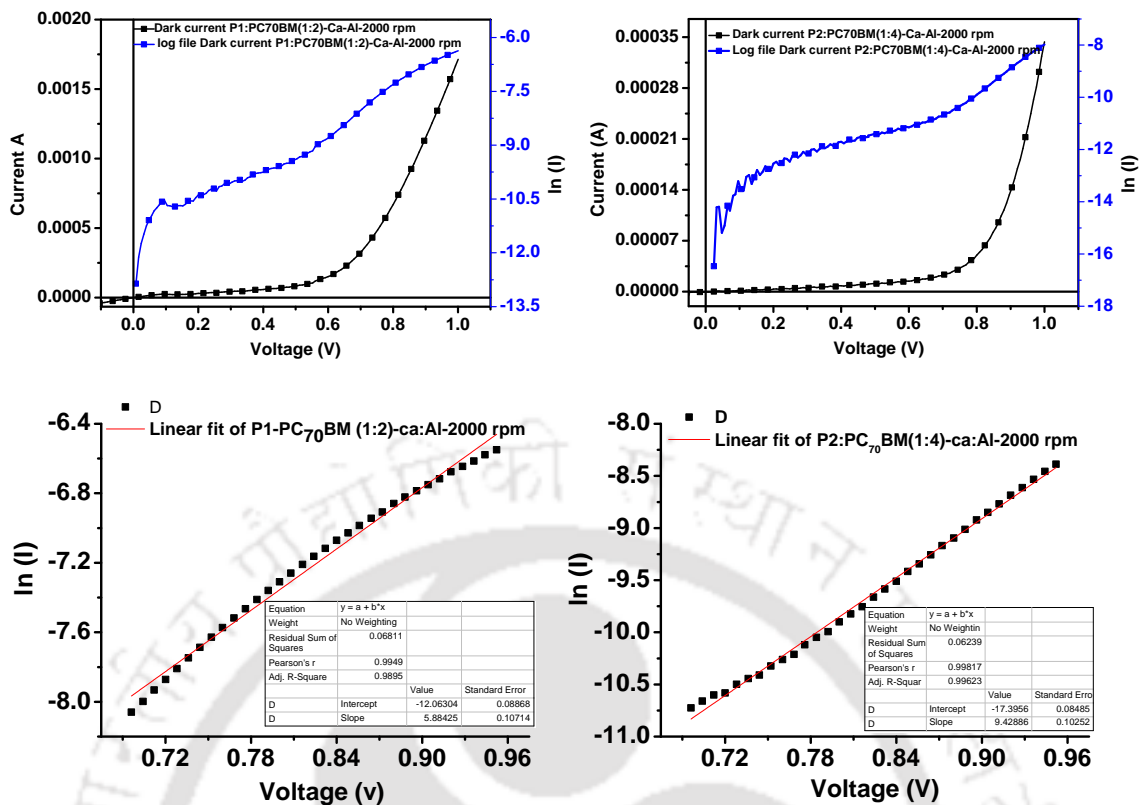 Dark current P1:PC70BM(1:2)-Ca-Al-2000 rpm
log file Dark current P1:PC70BM(1:2)-Ca-Al-2000 rpm
0.0020
0.0015
0.0010
0.0005
0.0000
Current A
-6.0
-7.5
-9.0
-10.5
-12.0
-13.5
ln (I)
0.0 0.2 0.4 0.6 0.8 1.0
Voltage (V)
Dark current P2:PC70BM(1:4)-Ca-Al-2000 rpm
Log file Dark current P2:PC70BM(1:4)-Ca-Al-2000 rpm
0.00035
0.00028
0.00021
0.00014
0.00007
0.00000
Current (A)
-8
-10
-12
-14
-16
-18
ln (I)
0.0 0.2 0.4 0.6 0.8 1.0
Voltage (V)
D
Linear fit of P1-PC70BM (1:2)-ca:Al-2000 rpm
-6.4
-6.8
-7.2
-7.6
-8.0
ln (I)
Equation y = a + b*x
Weight No Weighting
Residual Sum of Squares 0.06811
Pearson's r 0.9949
Adj. R-Square 0.9895
Value Standard Error
D Intercept -12.06304 0.08868
D Slope 5.88425 0.10714
0.72 0.78 0.84 0.90 0.96
Voltage (v)
D
Linear fit of P2:PC70BM(1:4)-ca:Al-2000 rpm
-8.0
-8.5
-9.0
-9.5
-10.0
-10.5
-11.0
ln (I)
Equation y = a + b*x
Weight No Weightin
Residual Sum of Squares 0.06239
Pearson's r 0.99817
Adj. R-Squar 0.99623
Value Standard Erro
D Intercept -17.3956 0.08485
D Slope 9.42886 0.10252
0.72 0.78 0.84 0.90 0.96
Voltage (V)